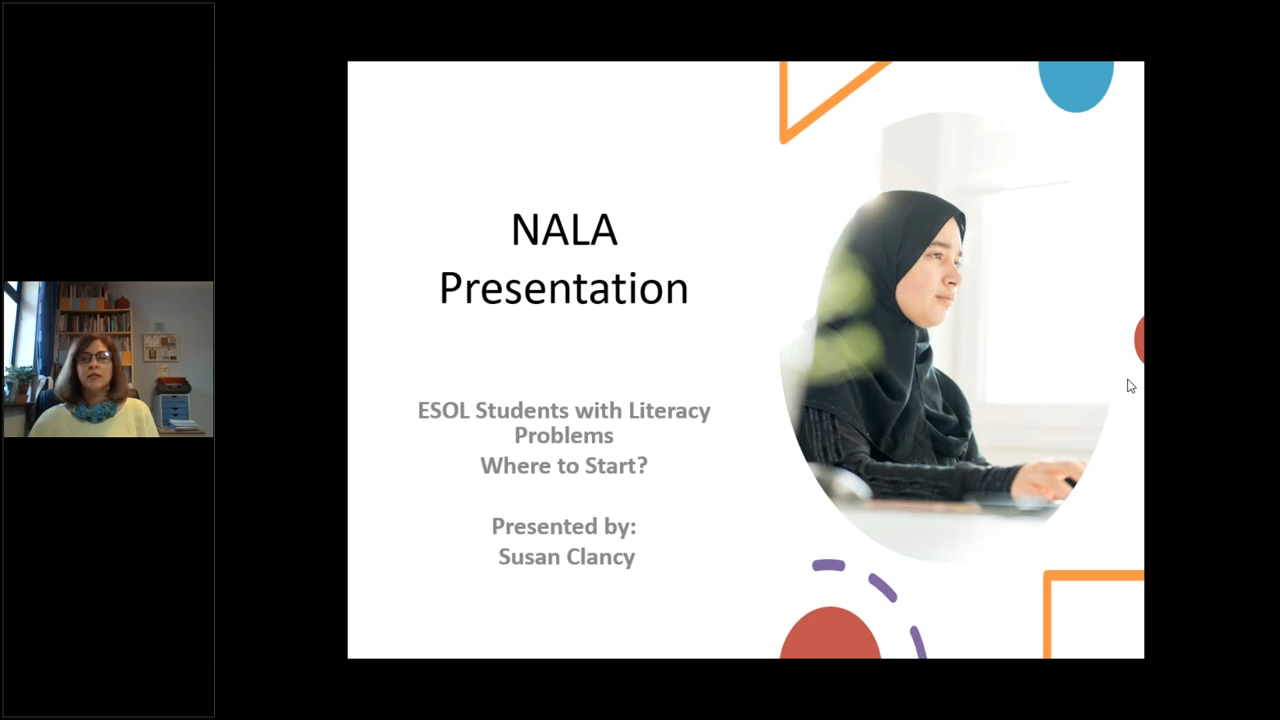 NALA
Presentation
ESOL Students with Literacy
Problems
Where to Start?
Presented by:
Susan Clancy